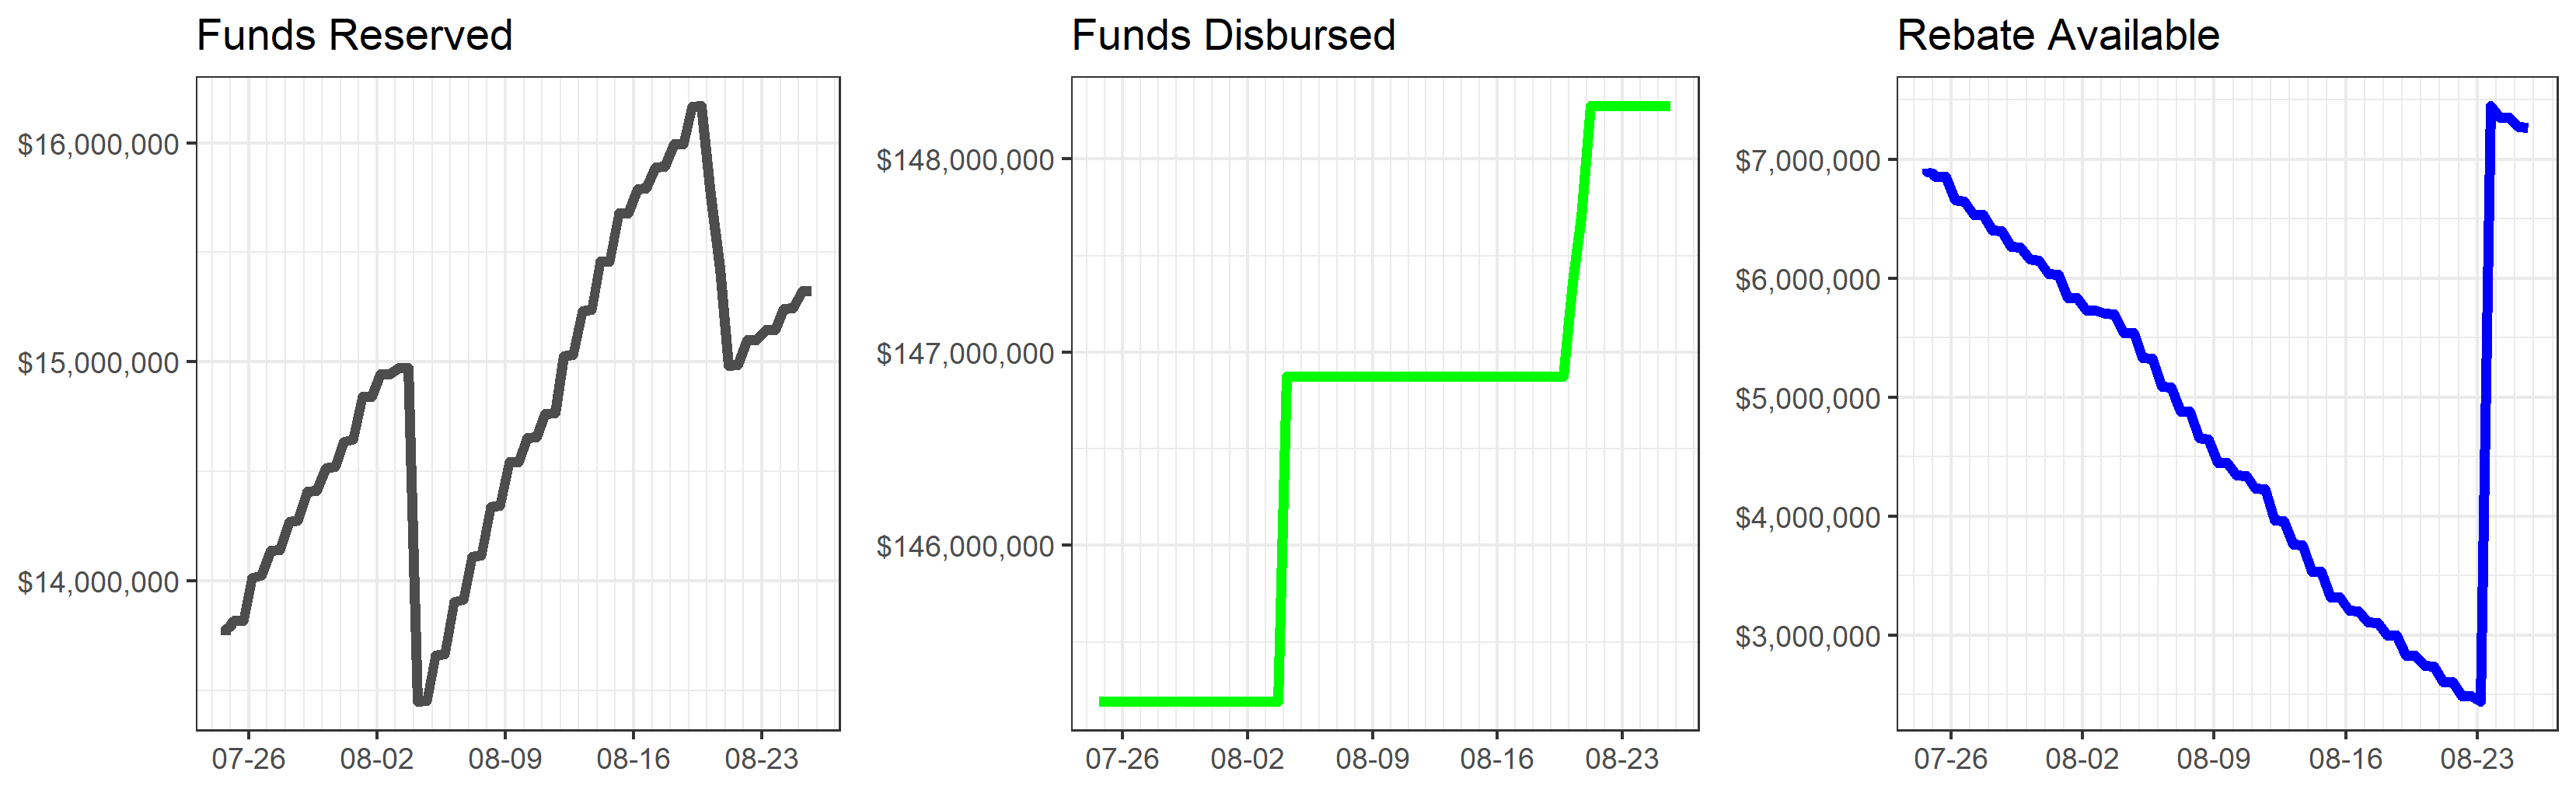 Funds Reserved
$16,000,000
$15,000,000
$14,000,000
07-26 08-02 08-09 08-16 08-23
Funds Disbursed
$148,000,000
$147,000,000
$146,000,000
07-26 08-02 08-09 08-16 08-23
Rebate Available
$7,000,000
$6,000,000
$5,000,000
$4,000,000
$3,000,000
07-26 08-02 08-09 08-16 08-23